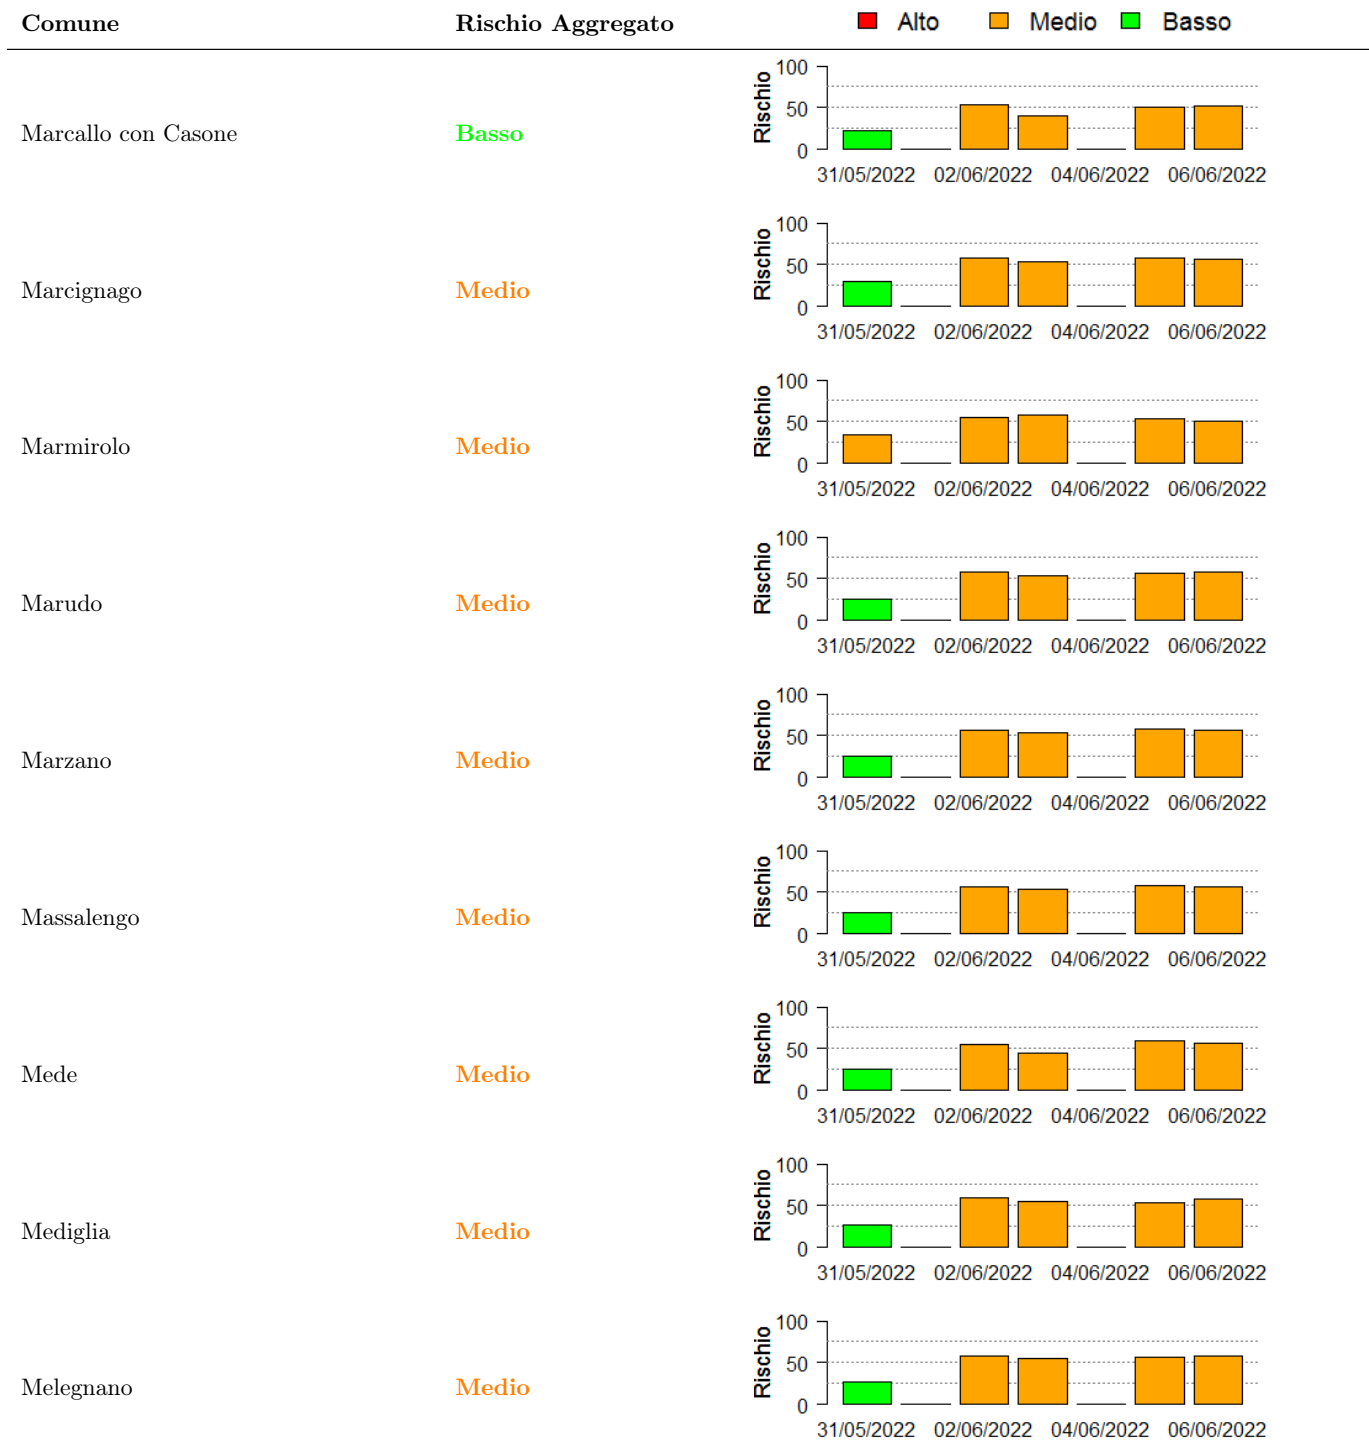 Comune Rischio Aggregato Alto Medio Basso
Marcallo con Casone Basso
Rischio
100
50
0
31/05/2022 02/06/2022 04/06/2022 06/06/2022
Marcignago Medio
Rischio
100
50
0
31/05/2022 02/06/2022 04/06/2022 06/06/2022
Marmirolo Medio
Rischio
100
50
0
31/05/2022 02/06/2022 04/06/2022 06/06/2022
Marudo Medio
Rischio
100
50
0
31/05/2022 02/06/2022 04/06/2022 06/06/2022
Marzano Medio
Rischio
100
50
0
31/05/2022 02/06/2022 04/06/2022 06/06/2022
Massalengo Medio
Rischio
100
50
0
31/05/2022 02/06/2022 04/06/2022 06/06/2022
Mede Medio
Rischio
100
50
0
31/05/2022 02/06/2022 04/06/2022 06/06/2022
Mediglia Medio
Rischio
100
50
0
31/05/2022 02/06/2022 04/06/2022 06/06/2022
Melegnano Medio
Rischio
100
50
0
31/05/2022 02/06/2022 04/06/2022 06/06/2022